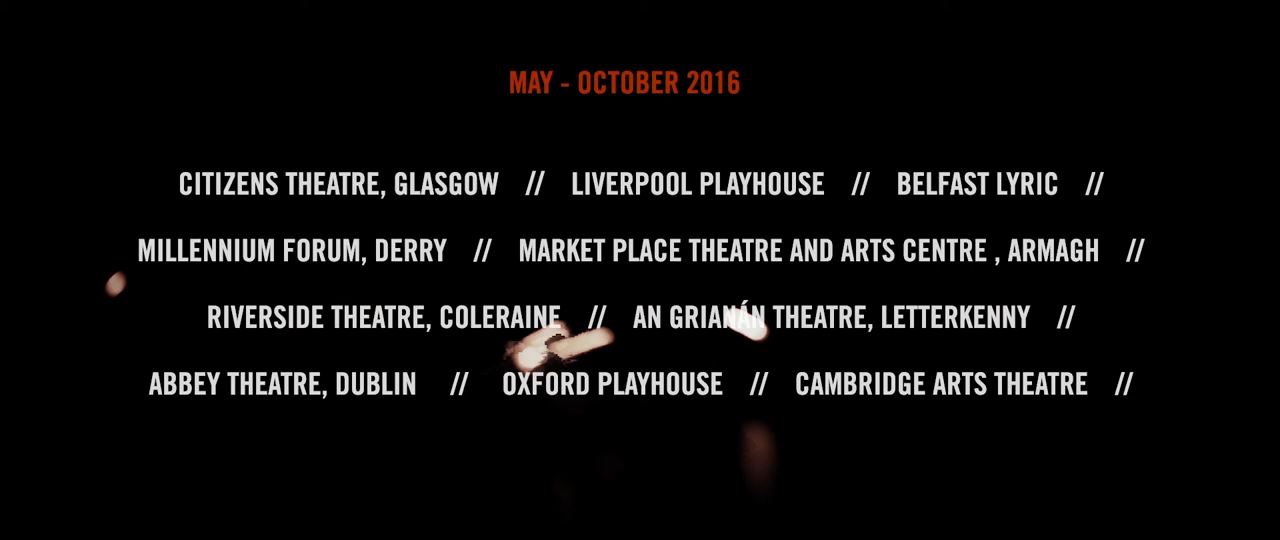 MAY - OCTOBER 2016
CITIZENS THEATRE, GLASGOW // LIVERPOOL PLAYHOUSE // BELFAST LYRIC //
MILLENNIUM FORUM, DERRY // MARKET PLACE THEATRE AND ARTS CENTRE , ARMAGH //
RIVERSIDE THEATRE, COLERAINE // AN GRIANÁN THEATRE, LETTERKENNY //
ABBEY THEATRE, DUBLIN // OXFORD PLAYHOUSE // CAMBRIDGE ARTS THEATRE //